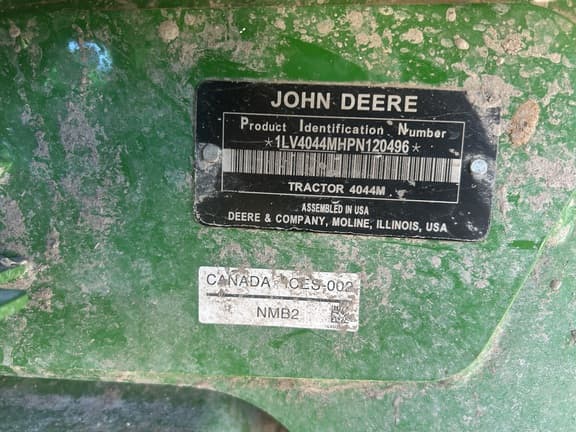 JOHN DEERE
Product Identification Number
*1LV4044MHPN120496*
TRACTOR 4044M
ASSEMBLED IN USA
DEERE & COMPANY, MOLINE, ILLINOIS, USA
CANADA ICES-002
NMB2